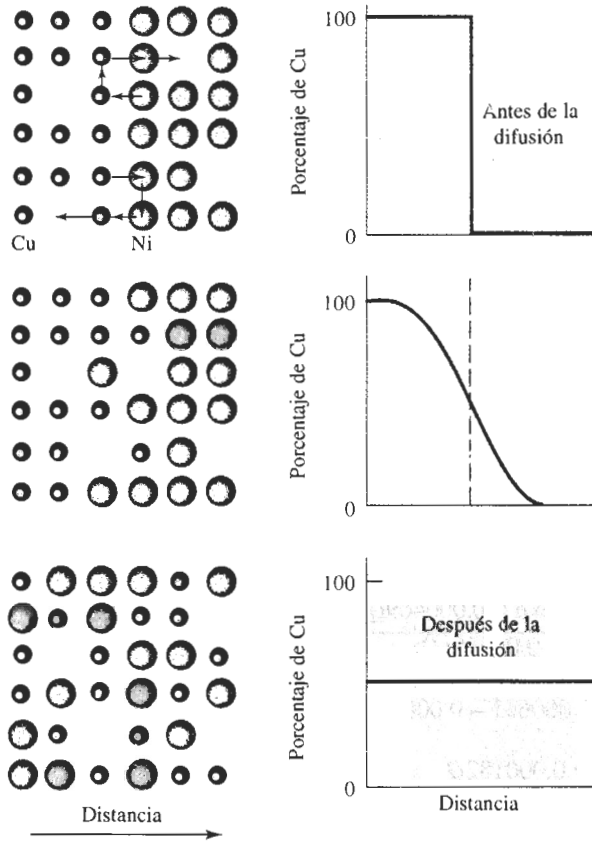 Cu
Ni
Porcentaje de Cu
100
0
Antes de la
difusión
Porcentaje de Cu
100
0
Distancia
Porcentaje de Cu
100
0
Después de la
difusión
Distancia